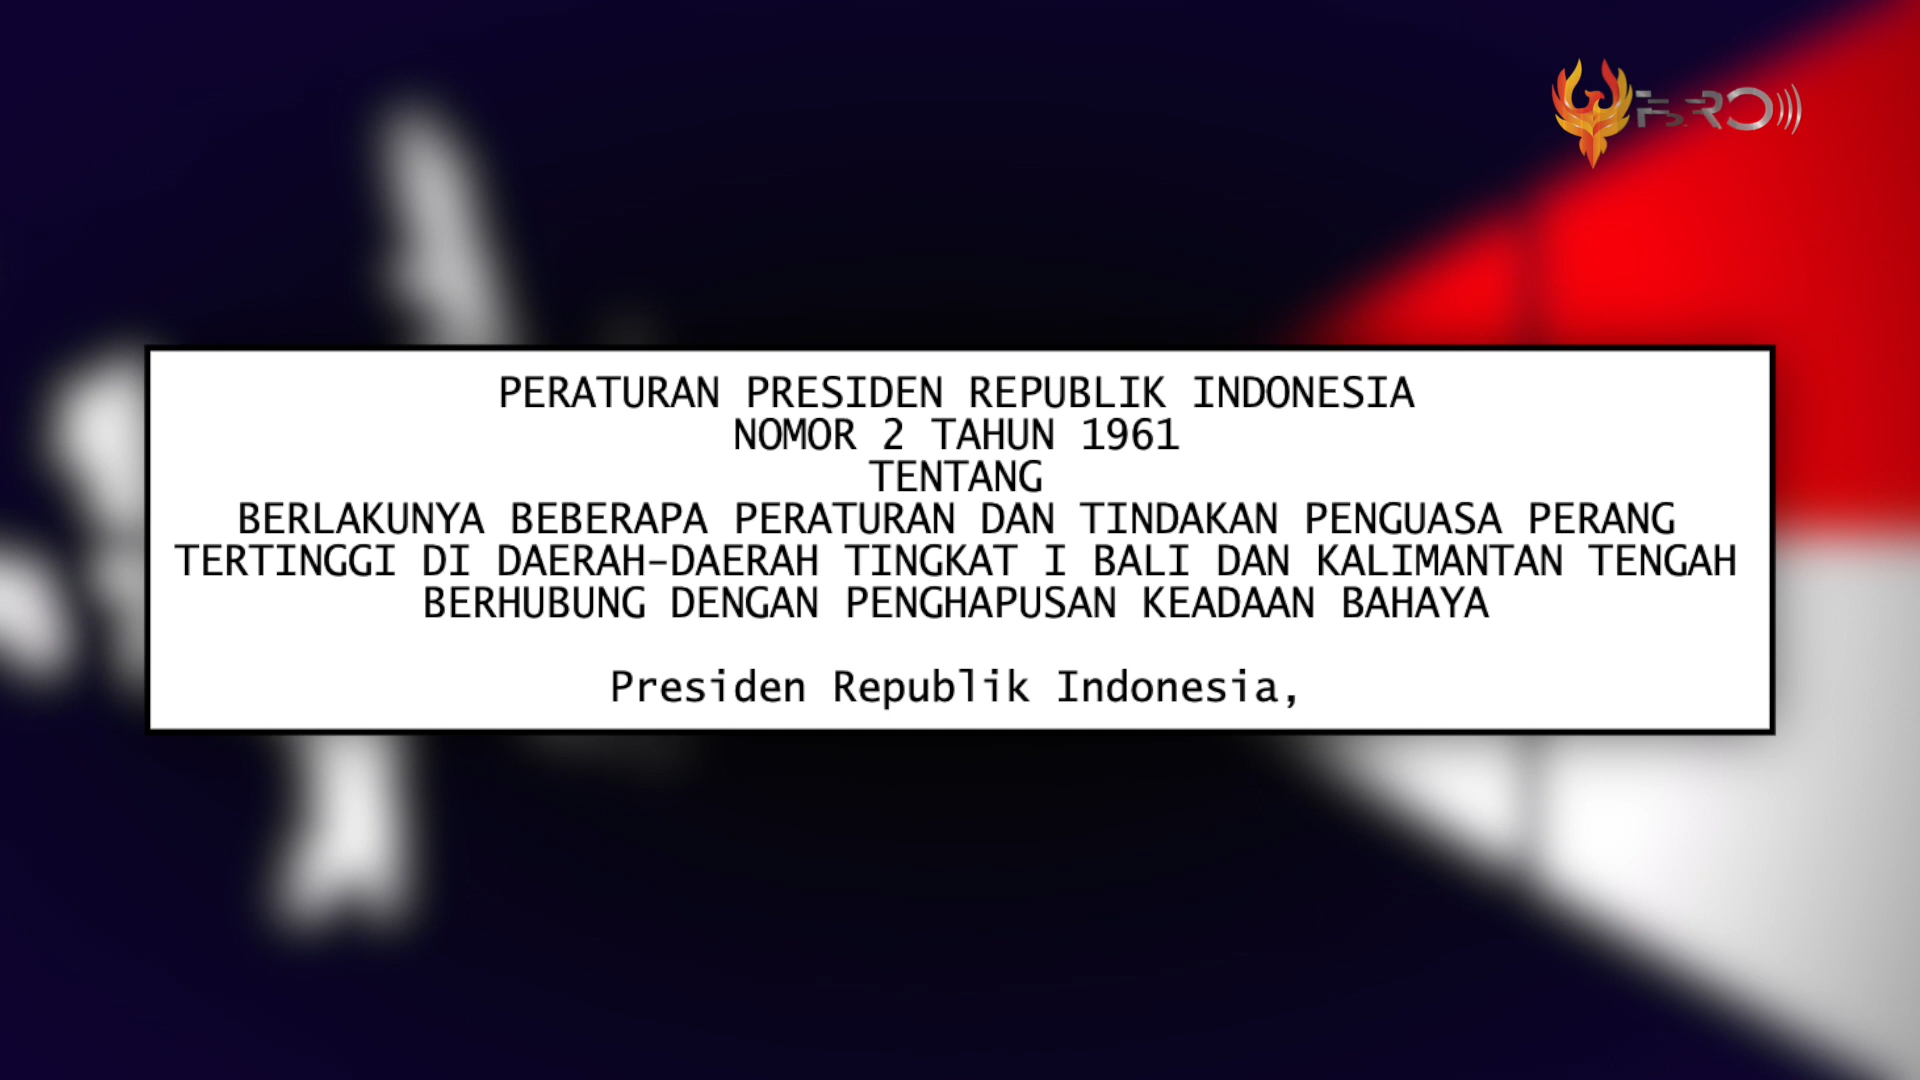 PERATURAN PRESIDEN REPUBLIK INDONESIA
NOMOR 2 TAHUN 1961
TENTANG
BERLAKUNYA BEBERAPA PERATURAN DAN TINDAKAN PENGUASA PERANG
TERTINGGI DI DAERAH-DAERAH TINGKAT I BALI DAN KALIMANTAN TENGAH
BERHUBUNG DENGAN PENGHAPUSAN KEADAAN BAHAYA
Presiden Republik Indonesia,